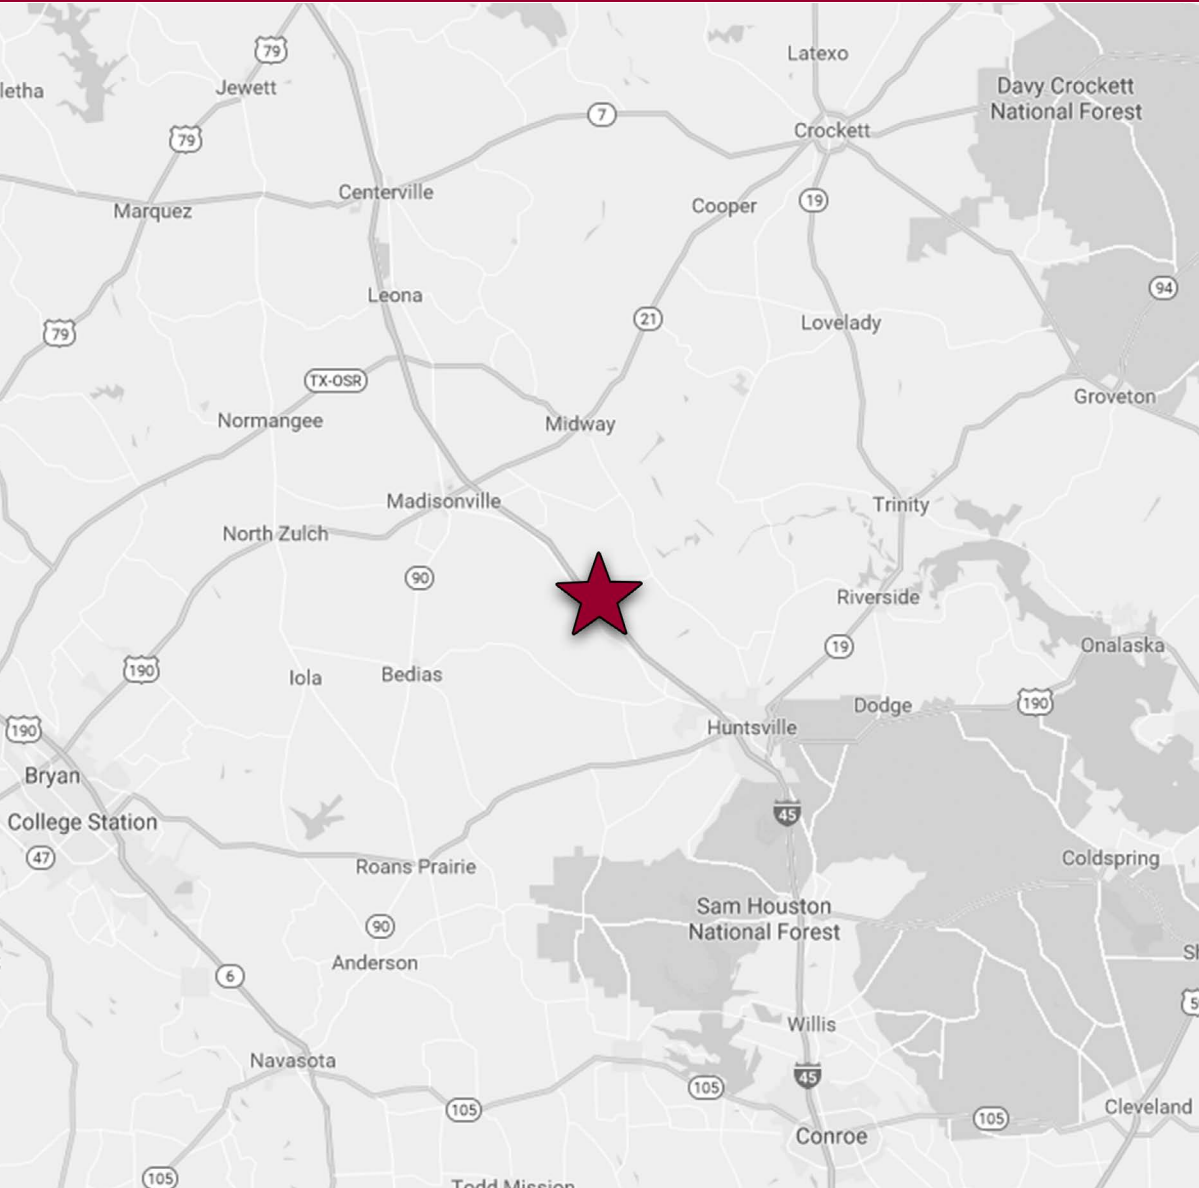 Latexo
79
Jewett
letha
Davy Crockett
National Forest
7
Crockett
79
Centerville
19
Cooper
Marquez
94
Leona
21
Lovelady
79
TX-OSR
Groveton
Normangee
Midway
Madisonville
Trinity
North Zulch
90
Riverside
19
Onalaska
190
Iola
Bedias
190
Dodge
190
Huntsville
Bryan
45
College Station
47
Coldspring
Roans Prairie
Sam Houston
National Forest
90
Anderson
Sh
6
5
Willis
Navasota
45
105
105
105
Cleveland
Conroe
105
Todd Mission